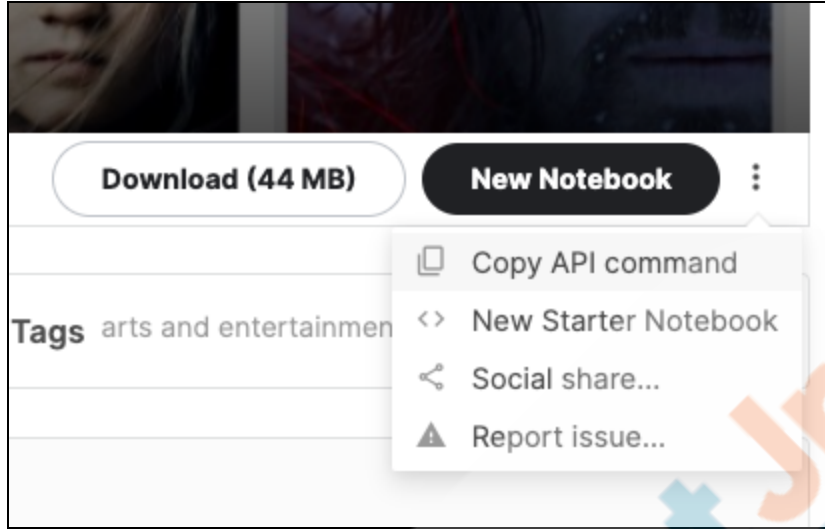 Download (44 MB)
New Notebook
Copy API command
Tags arts and entertainmen
New Starter Notebook
Social share...
Report issue...